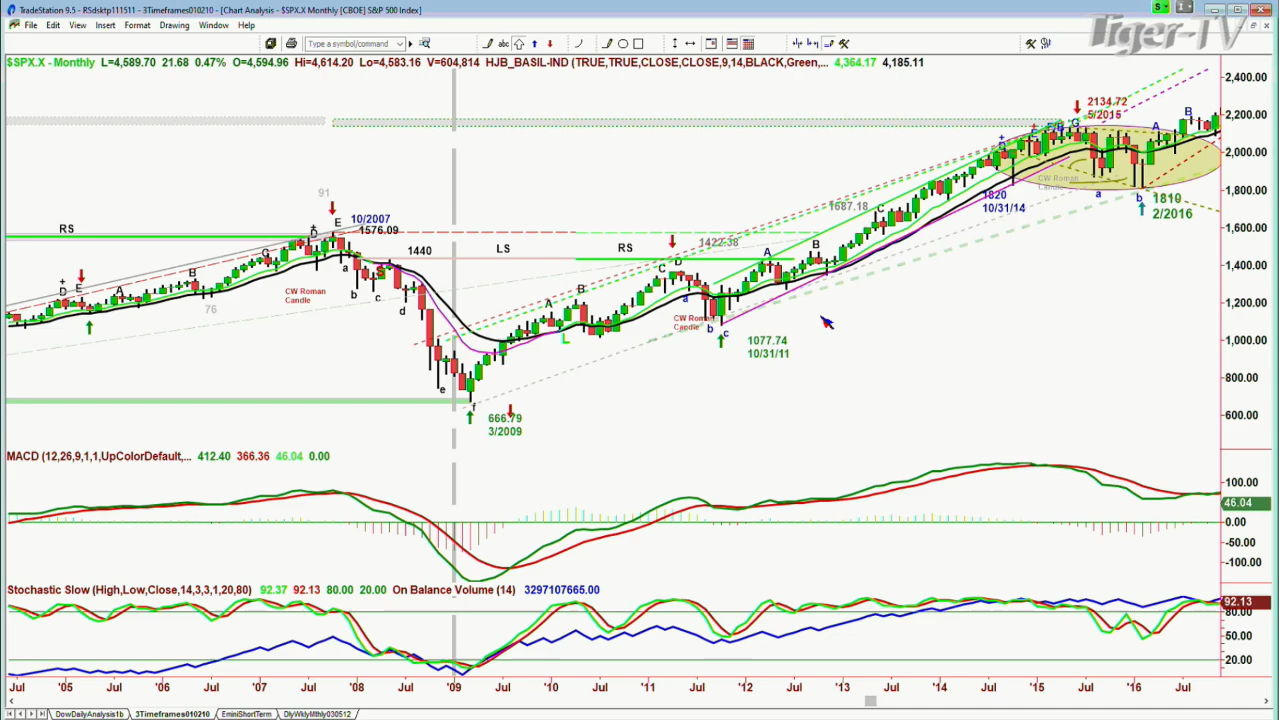 TradeStation 9.5 - RSdsktp111511 - 3Timeframes010210 - [Chart Analysis - $SPX.X Monthly [CBOE] S&P 500 Index]
File Edit View Insert Format Drawing Window Help
Tiger-TV
Type a symbol/command
abc
$SPX.X - Monthly L=4,589.70 21.68 0.47% O=4,594.96 Hi=4,614.20 Lo=4,583.16 V=604,814 HJB_BASIL-IND (TRUE,TRUE,CLOSE,CLOSE,9,14,BLACK,Green,... 4,364.17 4,185.11
2,400.00
2,200.00
2,000.00
1,800.00
1,600.00
1,400.00
1,200.00
1,000.00
800.00
600.00
2134.72
5/2015
1820
10/31/14
1810
2/2016
CW Roman
Candle
1687.18
1422.38
91
10/2007
1576.09
1440
RS
LS
RS
CW Roman
Candle
76
CW Roman
Candle
1077.74
10/31/11
666.79
3/2009
D E A B C D E
a b c d e f
S
L
A B C D
a b c
A B C
G
A B
a b
MACD (12,26,9,1,1,UpColorDefault,... 412.40 366.36 46.04 0.00
100.00
46.04
0.00
-50.00
-100.00
Stochastic Slow (High,Low,Close,14,3,3,1,20,80) 92.37 92.13 80.00 20.00 On Balance Volume (14) 3297107665.00
92.13
80.00
50.00
20.00
Jul '05 Jul '06 Jul '07 Jul '08 Jul '09 Jul '10 Jul '11 Jul '12 Jul '13 Jul '14 Jul '15 Jul '16 Jul
DowDailyAnalysis1b 3Timeframes010210 EminiShortTerm DlyWklyMthly030512